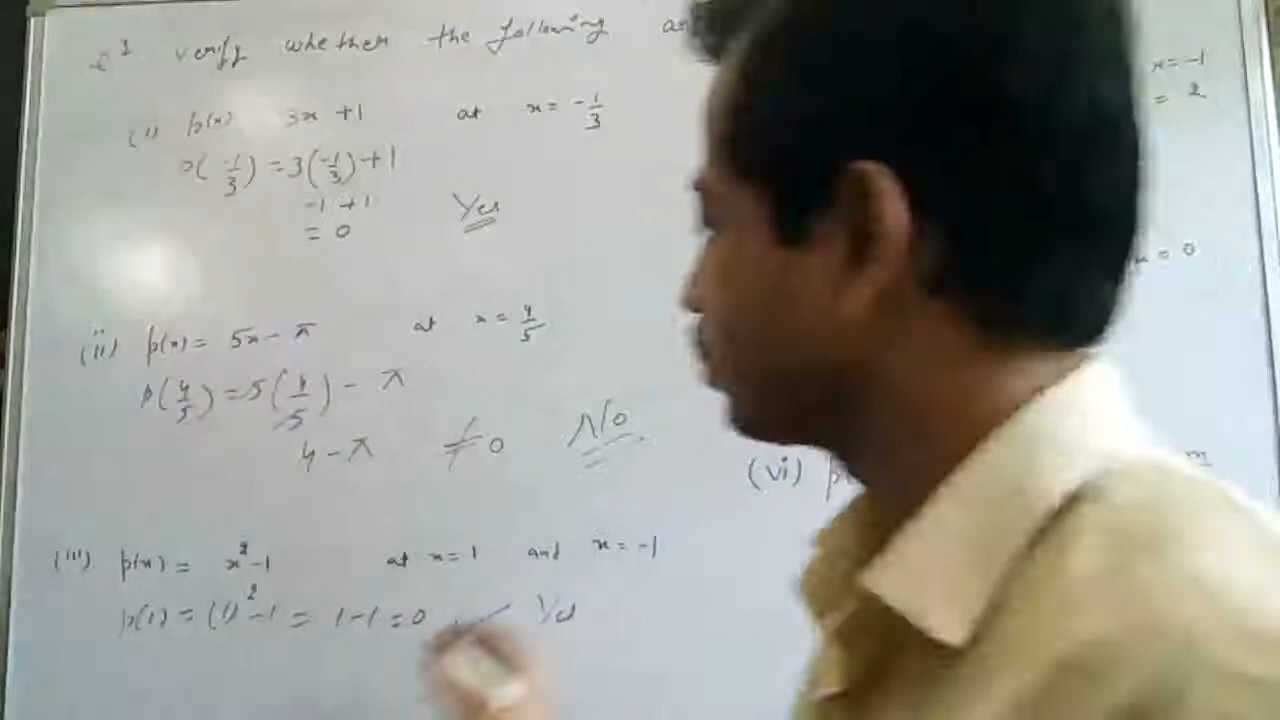 verify whether the following
(i) p(x) 3x + 1 at x = -1/3
p(-1/3) = 3(-1/3) + 1
-1 + 1
= 0 Yes
(ii) p(x) = 5x - π at x = 4/5
p(4/5) = 5(4/5) - π
4 - π ≠ 0 NO
(iii) p(x) = x² - 1 at x = 1 and x = -1
p(1) = (1)² - 1 = 1 - 1 = 0 Yes
x = -1
= 2
x = 0
(vi) p
m